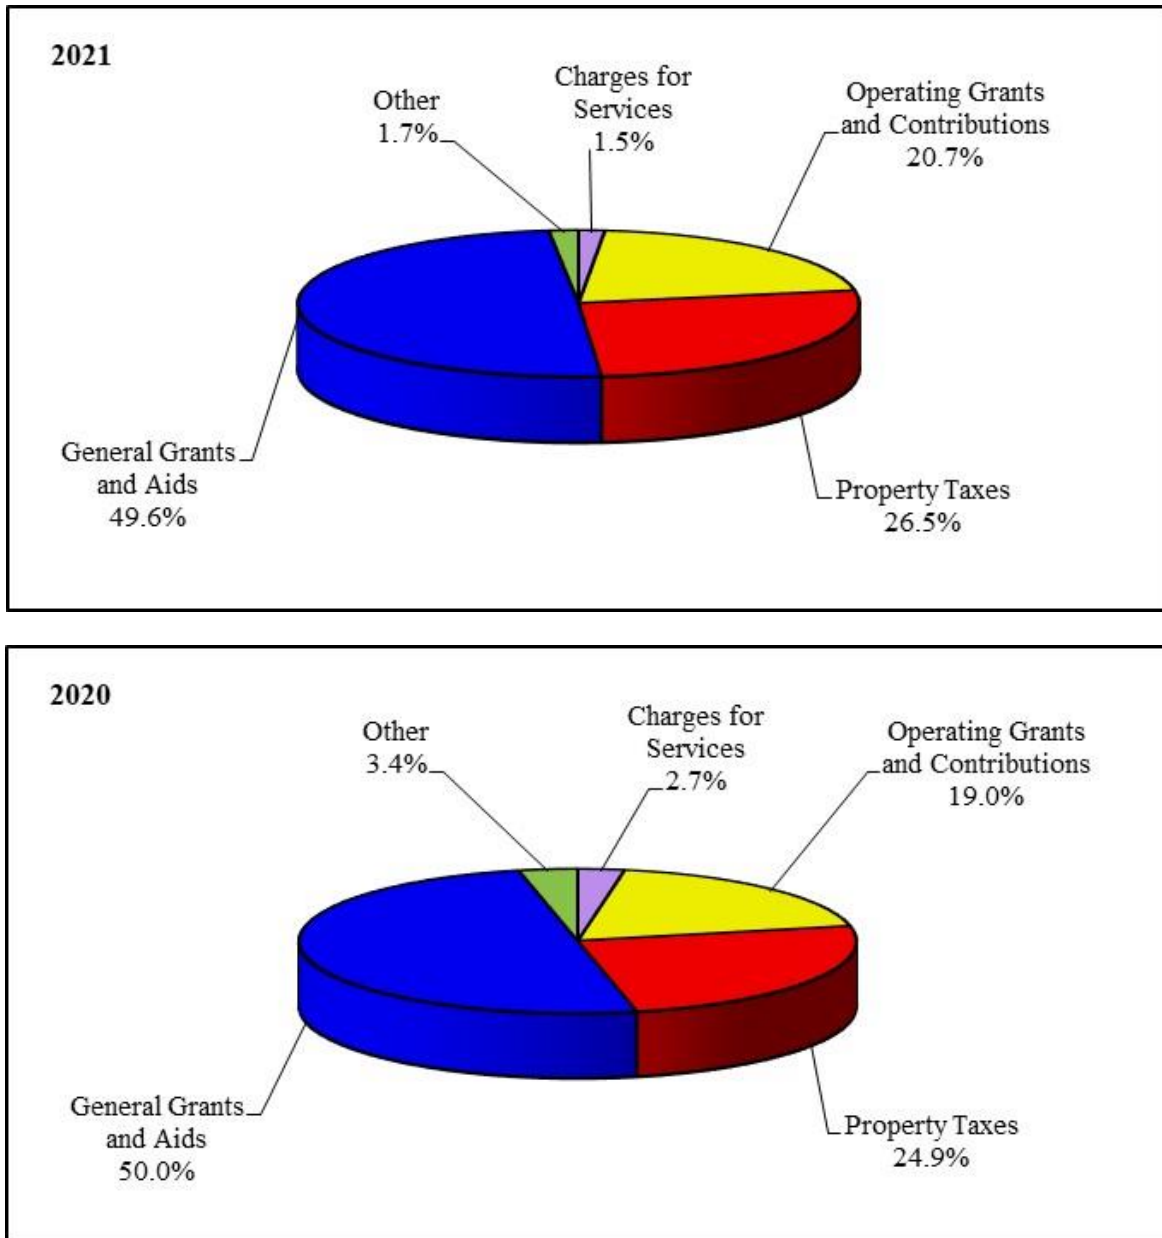 2021
Other
1.7%
Charges for
Services
1.5%
Operating Grants
and Contributions
20.7%
General Grants
and Aids
49.6%
Property Taxes
26.5%
2020
Other
3.4%
Charges for
Services
2.7%
Operating Grants
and Contributions
19.0%
General Grants
and Aids
50.0%
Property Taxes
24.9%